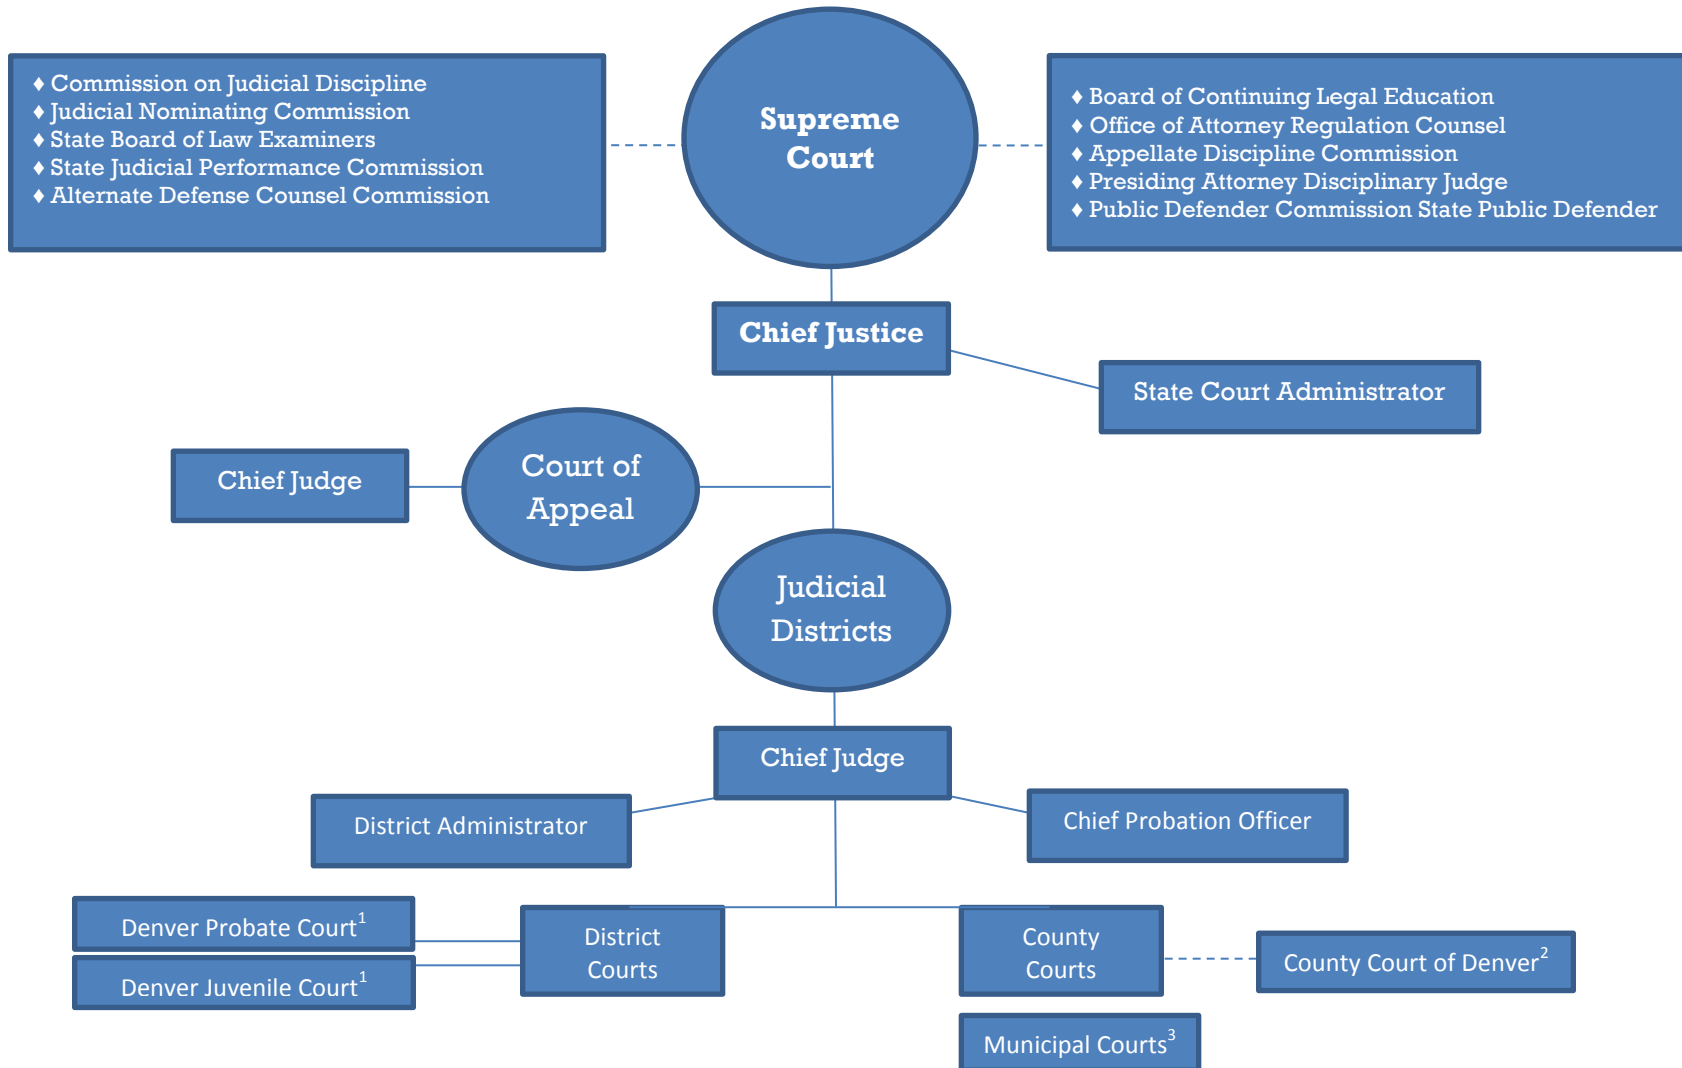 ♦ Commission on Judicial Discipline
♦ Judicial Nominating Commission
♦ State Board of Law Examiners
♦ State Judicial Performance Commission
♦ Alternate Defense Counsel Commission
Supreme
Court
♦ Board of Continuing Legal Education
♦ Office of Attorney Regulation Counsel
♦ Appellate Discipline Commission
♦ Presiding Attorney Disciplinary Judge
♦ Public Defender Commission State Public Defender
Chief Justice
State Court Administrator
Chief Judge
Court of
Appeal
Judicial
Districts
Chief Judge
District Administrator
Chief Probation Officer
Denver Probate Court¹
Denver Juvenile Court¹
District
Courts
County
Courts
County Court of Denver²
Municipal Courts³